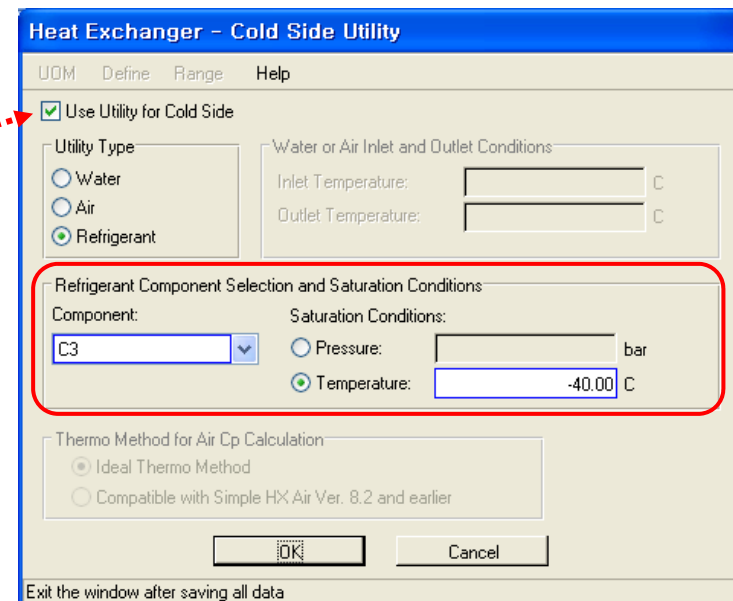 Heat Exchanger - Cold Side Utility
UOM Define Range Help
Use Utility for Cold Side
Utility Type
Water
Air
Refrigerant
Water or Air Inlet and Outlet Conditions
Inlet Temperature: C
Outlet Temperature: C
Refrigerant Component Selection and Saturation Conditions
Component:
C3
Saturation Conditions:
Pressure: bar
Temperature: -40.00 C
Thermo Method for Air Cp Calculation
Ideal Thermo Method
Compatible with Simple HX Air Ver. 8.2 and earlier
OK Cancel
Exit the window after saving all data